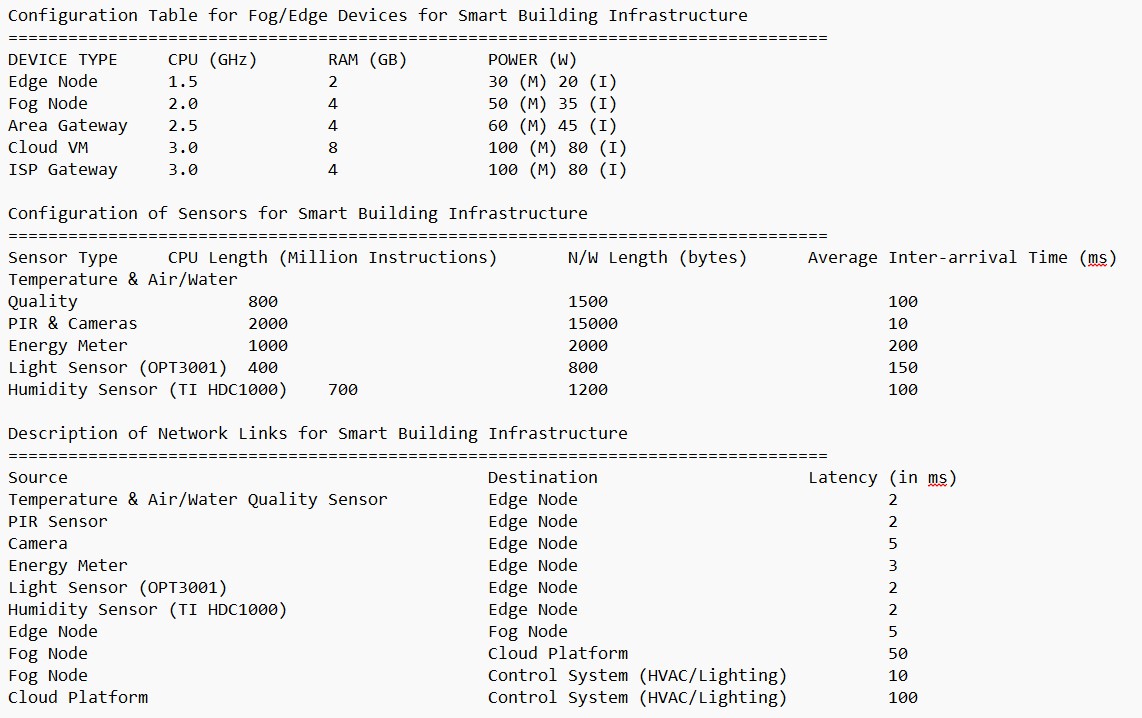 Configuration Table for Fog/Edge Devices for Smart Building Infrastructure
==================================================================================
DEVICE TYPE     CPU (GHz)       RAM (GB)        POWER (W)
Edge Node       1.5             2               30 (M) 20 (I)
Fog Node        2.0             4               50 (M) 35 (I)
Area Gateway    2.5             4               60 (M) 45 (I)
Cloud VM        3.0             8               100 (M) 80 (I)
ISP Gateway     3.0             4               100 (M) 80 (I)

Configuration of Sensors for Smart Building Infrastructure
==================================================================================
Sensor Type     CPU Length (Million Instructions)       N/W Length (bytes)      Average Inter-arrival Time (ms)
Temperature & Air/Water
Quality                 800                             1500                            100
PIR & Cameras           2000                            15000                           10
Energy Meter            1000                            2000                            200
Light Sensor (OPT3001)  400                             800                             150
Humidity Sensor (TI HDC1000)    700                     1200                            100

Description of Network Links for Smart Building Infrastructure
==================================================================================
Source                                          Destination                     Latency (in ms)
Temperature & Air/Water Quality Sensor          Edge Node                               2
PIR Sensor                                      Edge Node                               2
Camera                                          Edge Node                               5
Energy Meter                                    Edge Node                               3
Light Sensor (OPT3001)                          Edge Node                               2
Humidity Sensor (TI HDC1000)                    Edge Node                               2
Edge Node                                       Fog Node                                5
Fog Node                                        Cloud Platform                          50
Fog Node                                        Control System (HVAC/Lighting)          10
Cloud Platform                                  Control System (HVAC/Lighting)          100